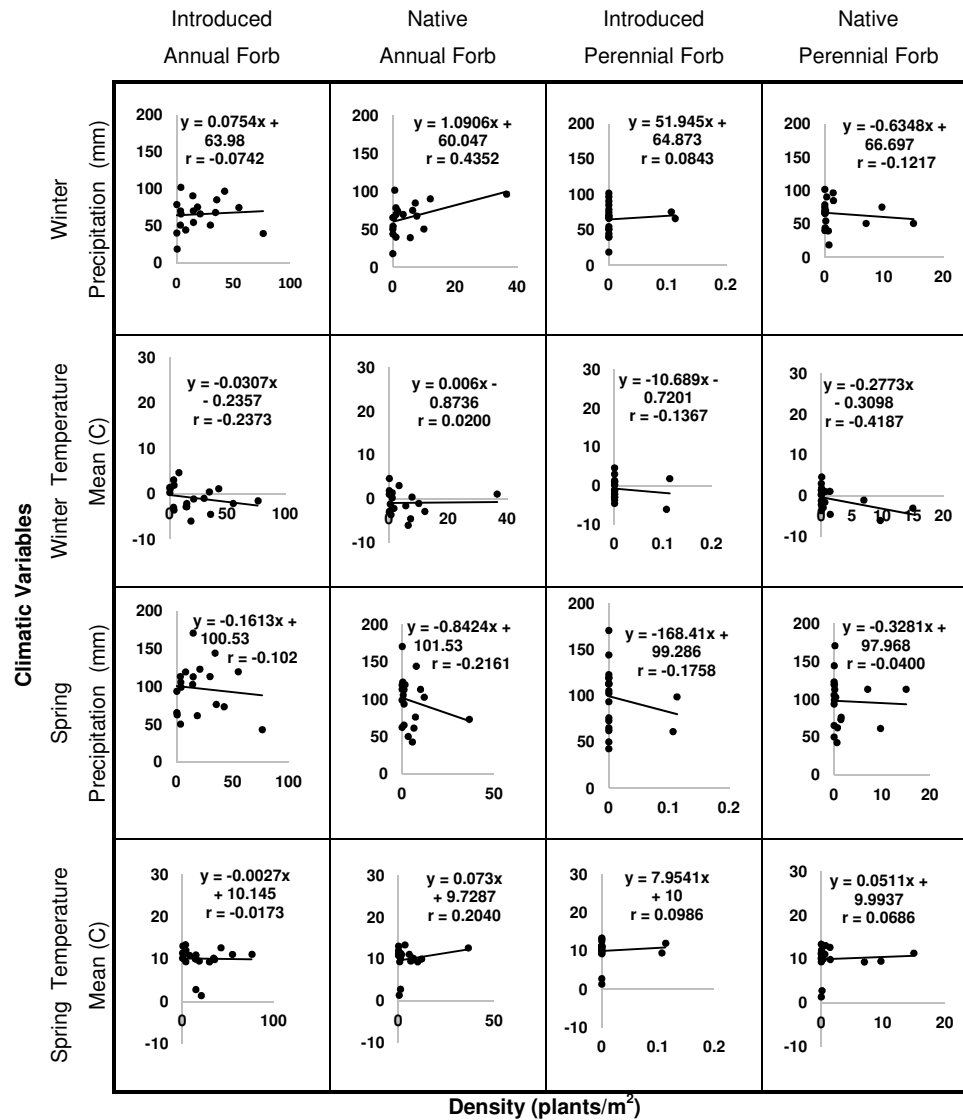 Introduced
Annual Forb
Native
Annual Forb
Introduced
Perennial Forb
Native
Perennial Forb
Climatic Variables
Winter
Precipitation (mm)
200
150
100
50
0
0
50
100
y = 0.0754x +
63.98
r = -0.0742
200
150
100
50
0
0
20
40
y = 1.0906x +
60.047
r = 0.4352
200
150
100
50
0
0
0.1
0.2
y = 51.945x +
64.873
r = 0.0843
200
150
100
50
0
0
10
20
y = -0.6348x +
66.697
r = -0.1217
Winter Temperature
Mean (C)
30
20
10
0
-10
0
50
100
y = -0.0307x
- 0.2357
r = -0.2373
30
20
10
0
-10
0
20
40
y = 0.006x -
0.8736
r = 0.0200
30
20
10
0
-10
0
0.1
0.2
y = -10.689x -
0.7201
r = -0.1367
30
20
10
0
-10
0
5
10
15
20
y = -0.2773x
- 0.3098
r = -0.4187
Spring
Precipitation (mm)
200
150
100
50
0
0
50
100
y = -0.1613x +
100.53
r = -0.102
200
150
100
50
0
0
50
y = -0.8424x +
101.53
r = -0.2161
200
150
100
50
0
0
0.1
0.2
y = -168.41x +
99.286
r = -0.1758
200
150
100
50
0
0
10
20
y = -0.3281x +
97.968
r = -0.0400
Spring Temperature
Mean (C)
30
20
10
0
-10
0
100
y = -0.0027x
+ 10.145
r = -0.0173
30
20
10
0
-10
0
50
y = 0.073x
+ 9.7287
r = 0.2040
30
20
10
0
-10
0
0.1
0.2
y = 7.9541x
+ 10
r = 0.0986
30
20
10
0
-10
0
10
20
y = 0.0511x +
9.9937
r = 0.0686
Density (plants/m²)